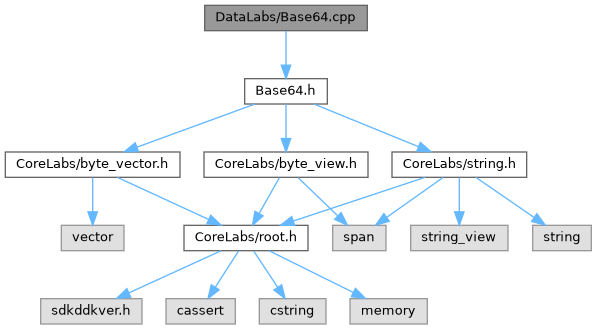 DataLabs/Base64.cpp
Base64.h
CoreLabs/byte_vector.h
CoreLabs/byte_view.h
CoreLabs/string.h
vector
CoreLabs/root.h
span
string_view
string
sdkddkver.h
cassert
cstring
memory